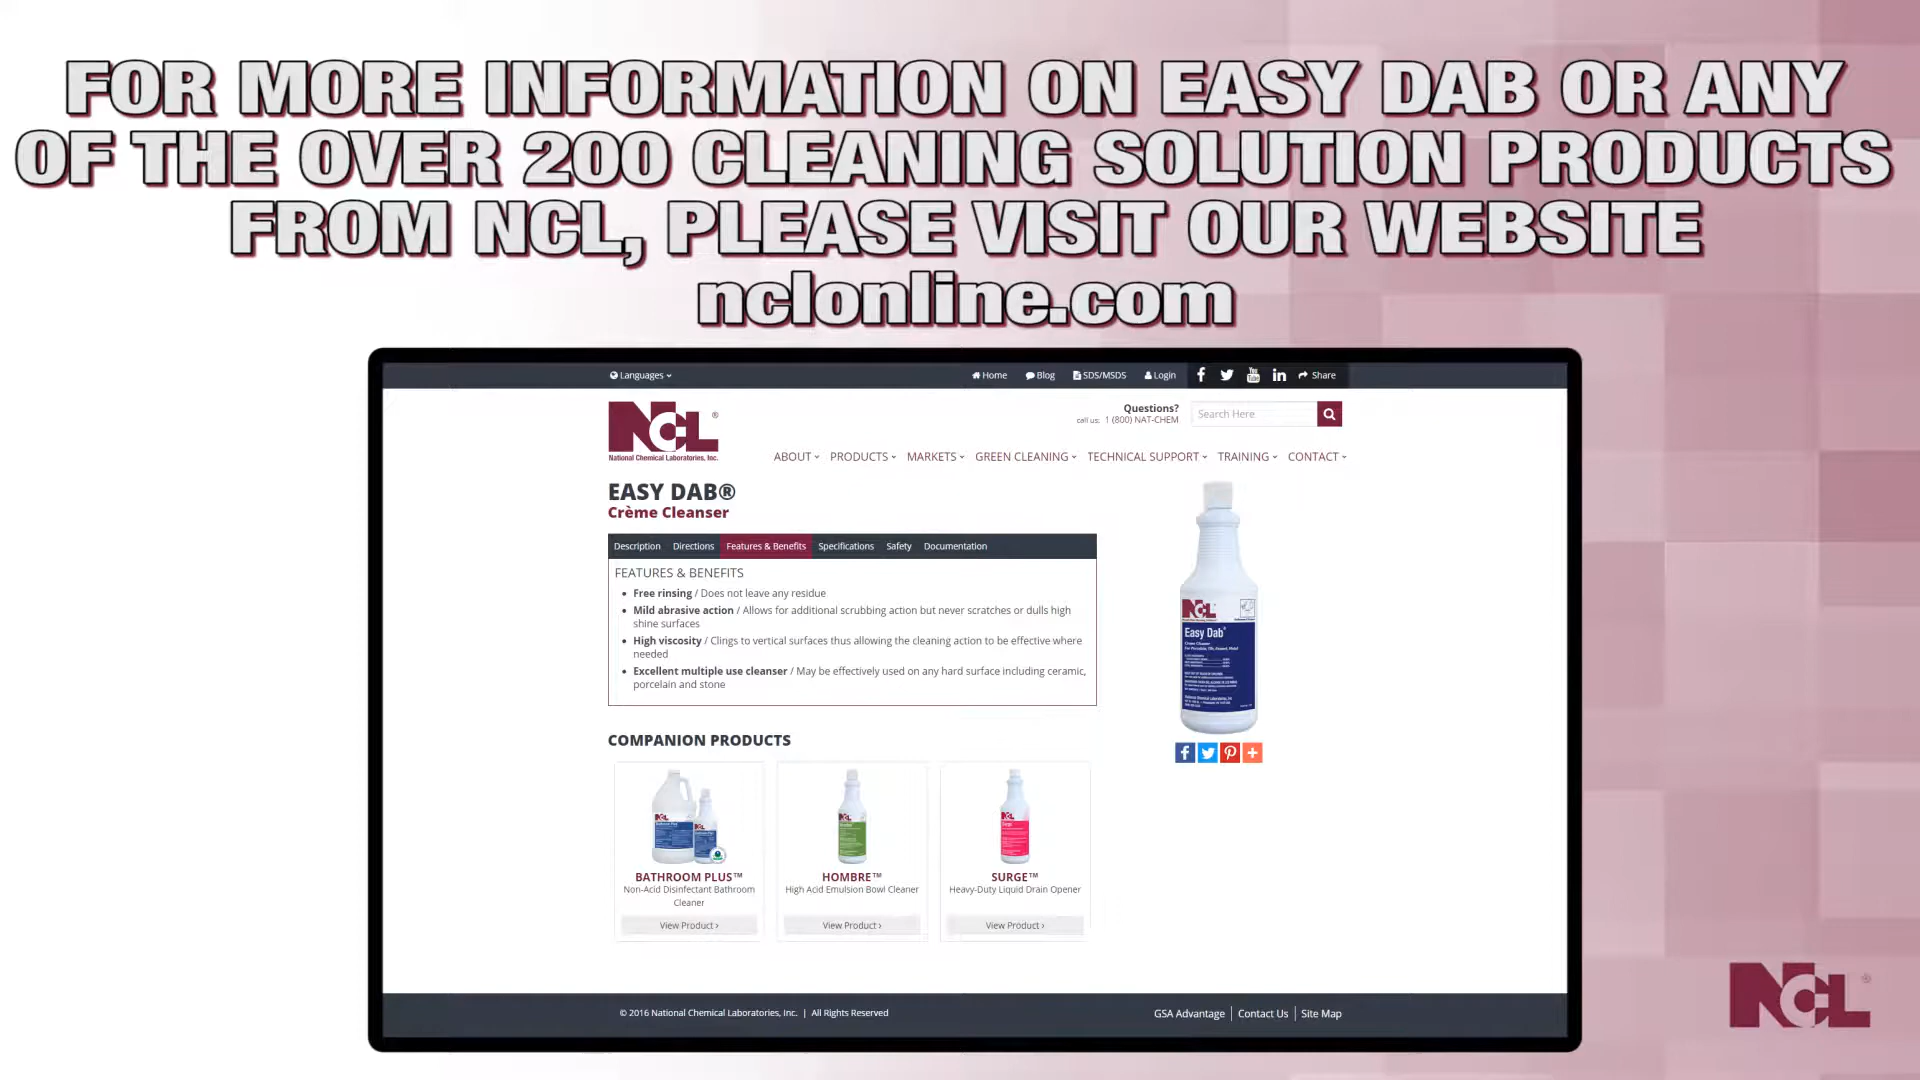 FOR MORE INFORMATION ON EASY DAB OR ANY
OF THE OVER 200 CLEANING SOLUTION PRODUCTS
FROM NCL, PLEASE VISIT OUR WEBSITE
nclonline.com
Languages
Home
Blog
SDS/MSDS
Login
Share
NCL®
National Chemical Laboratories, Inc.
Questions?
call us: 1 (800) NAT-CHEM
Search Here
ABOUT
PRODUCTS
MARKETS
GREEN CLEANING
TECHNICAL SUPPORT
TRAINING
CONTACT
EASY DAB®
Crème Cleanser
Description
Directions
Features & Benefits
Specifications
Safety
Documentation
FEATURES & BENEFITS
• Free rinsing / Does not leave any residue
• Mild abrasive action / Allows for additional scrubbing action but never scratches or dulls high
shine surfaces
• High viscosity / Clings to vertical surfaces thus allowing the cleaning action to be effective where
needed
• Excellent multiple use cleanser / May be effectively used on any hard surface including ceramic,
porcelain and stone
NCL
Easy Dab®
COMPANION PRODUCTS
BATHROOM PLUS™
Non-Acid Disinfectant Bathroom
Cleaner
View Product ›
HOMBRE™
High Acid Emulsion Bowl Cleaner
View Product ›
SURGE™
Heavy-Duty Liquid Drain Opener
View Product ›
© 2016 National Chemical Laboratories, Inc. | All Rights Reserved
GSA Advantage | Contact Us | Site Map
NCL®